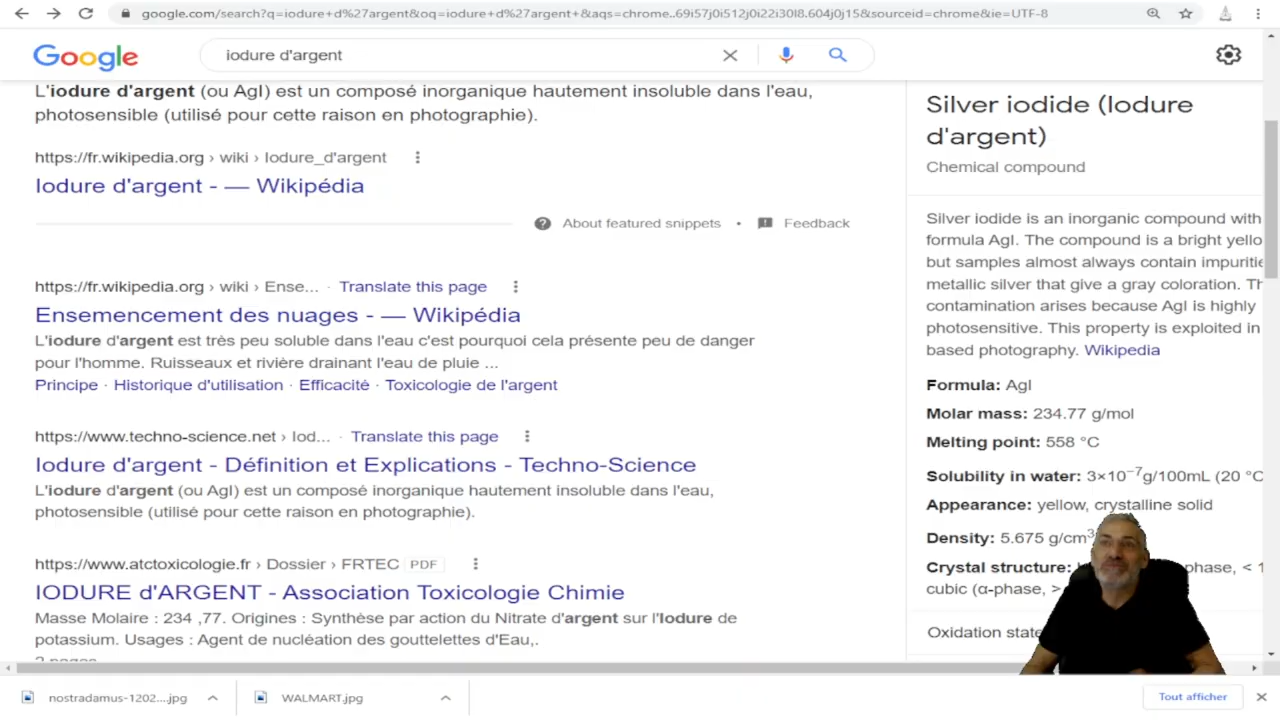 google.com/search?q=iodure+d%27argent&oq=iodure+d%27argent+&aqs=chrome..69i57j0i512j0i22i30l8.604j0j15&sourceid=chrome&ie=UTF-8
Google
iodure d'argent
L'iodure d'argent (ou AgI) est un composé inorganique hautement insoluble dans l'eau,
photosensible (utilisé pour cette raison en photographie).
https://fr.wikipedia.org › wiki › Iodure_d'argent
Iodure d'argent - — Wikipédia
About featured snippets • Feedback
https://fr.wikipedia.org › wiki › Ense... · Translate this page
Ensemencement des nuages - — Wikipédia
L'iodure d'argent est très peu soluble dans l'eau c'est pourquoi cela présente peu de danger
pour l'homme. Ruisseaux et rivière drainant l'eau de pluie ...
Principe · Historique d'utilisation · Efficacité · Toxicologie de l'argent
https://www.techno-science.net › Iod... · Translate this page
Iodure d'argent - Définition et Explications - Techno-Science
L'iodure d'argent (ou AgI) est un composé inorganique hautement insoluble dans l'eau,
photosensible (utilisé pour cette raison en photographie).
https://www.atctoxicologie.fr › Dossier › FRTEC PDF
IODURE d'ARGENT - Association Toxicologie Chimie
Masse Molaire : 234 ,77. Origines : Synthèse par action du Nitrate d'argent sur l'Iodure de
potassium. Usages : Agent de nucléation des gouttelettes d'Eau,.
Silver iodide (Iodure
d'argent)
Chemical compound
Silver iodide is an inorganic compound with
formula AgI. The compound is a bright yello
but samples almost always contain impuritie
metallic silver that give a gray coloration. Th
contamination arises because AgI is highly
photosensitive. This property is exploited in
based photography. Wikipedia
Formula: AgI
Molar mass: 234.77 g/mol
Melting point: 558 °C
Solubility in water: 3×10⁻⁷g/100mL (20 °C
Appearance: yellow, crystalline solid
Density: 5.675 g/cm³
Crystal structure: phase, < 1
cubic (α-phase, >
Oxidation state
nostradamus-1202....jpg
WALMART.jpg
Tout afficher